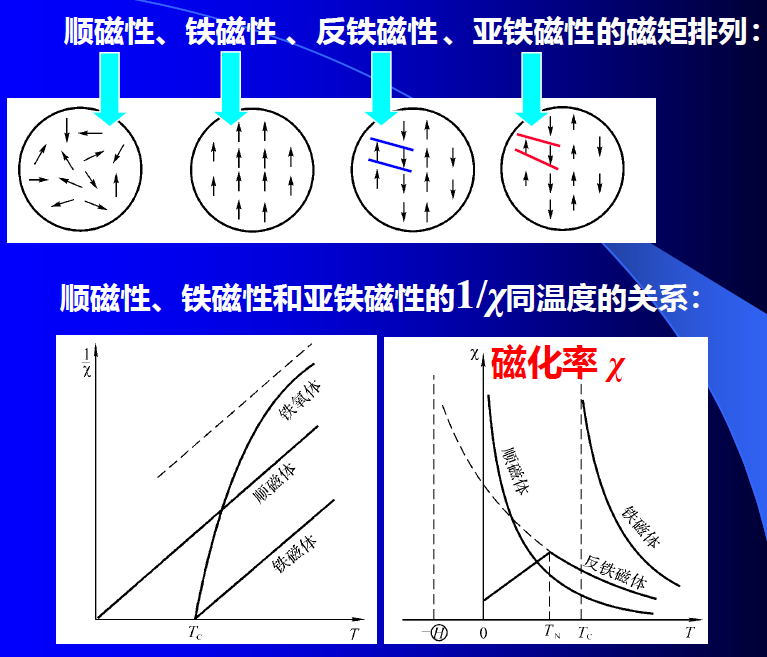 顺磁性、铁磁性 、反铁磁性 、亚铁磁性的磁矩排列：
顺磁性、铁磁性和亚铁磁性的1/χ同温度的关系：
1/χ
铁氧体
顺磁体
铁磁体
T_C
T
磁化率 χ
χ
顺磁体
铁磁体
反铁磁体
-Ⓗ
0
T_N
T_C
T